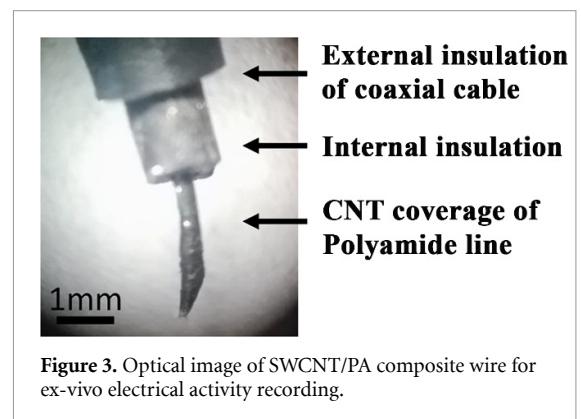 External insulation
of coaxial cable
Internal insulation
CNT coverage of
Polyamide line
1mm
Figure 3. Optical image of SWCNT/PA composite wire for
ex-vivo electrical activity recording.